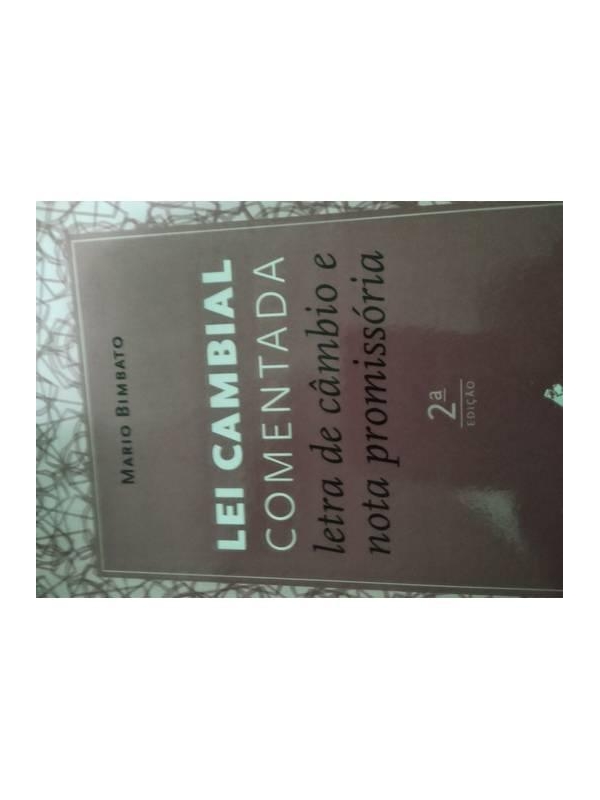 MARIO BIMBATO
LEI CAMBIAL
COMENTADA
letra de câmbio e
nota promissória
2ª
EDIÇÃO